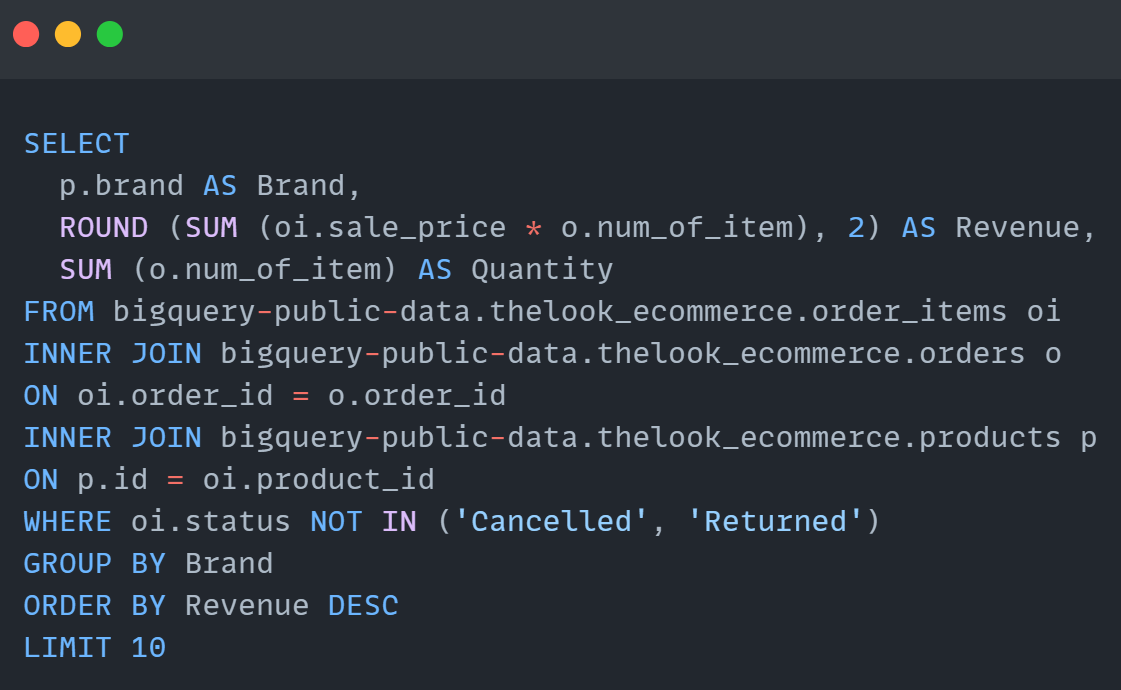 SELECT
  p.brand AS Brand,
  ROUND (SUM (oi.sale_price * o.num_of_item), 2) AS Revenue,
  SUM (o.num_of_item) AS Quantity
FROM bigquery-public-data.thelook_ecommerce.order_items oi
INNER JOIN bigquery-public-data.thelook_ecommerce.orders o
ON oi.order_id = o.order_id
INNER JOIN bigquery-public-data.thelook_ecommerce.products p
ON p.id = oi.product_id
WHERE oi.status NOT IN ('Cancelled', 'Returned')
GROUP BY Brand
ORDER BY Revenue DESC
LIMIT 10